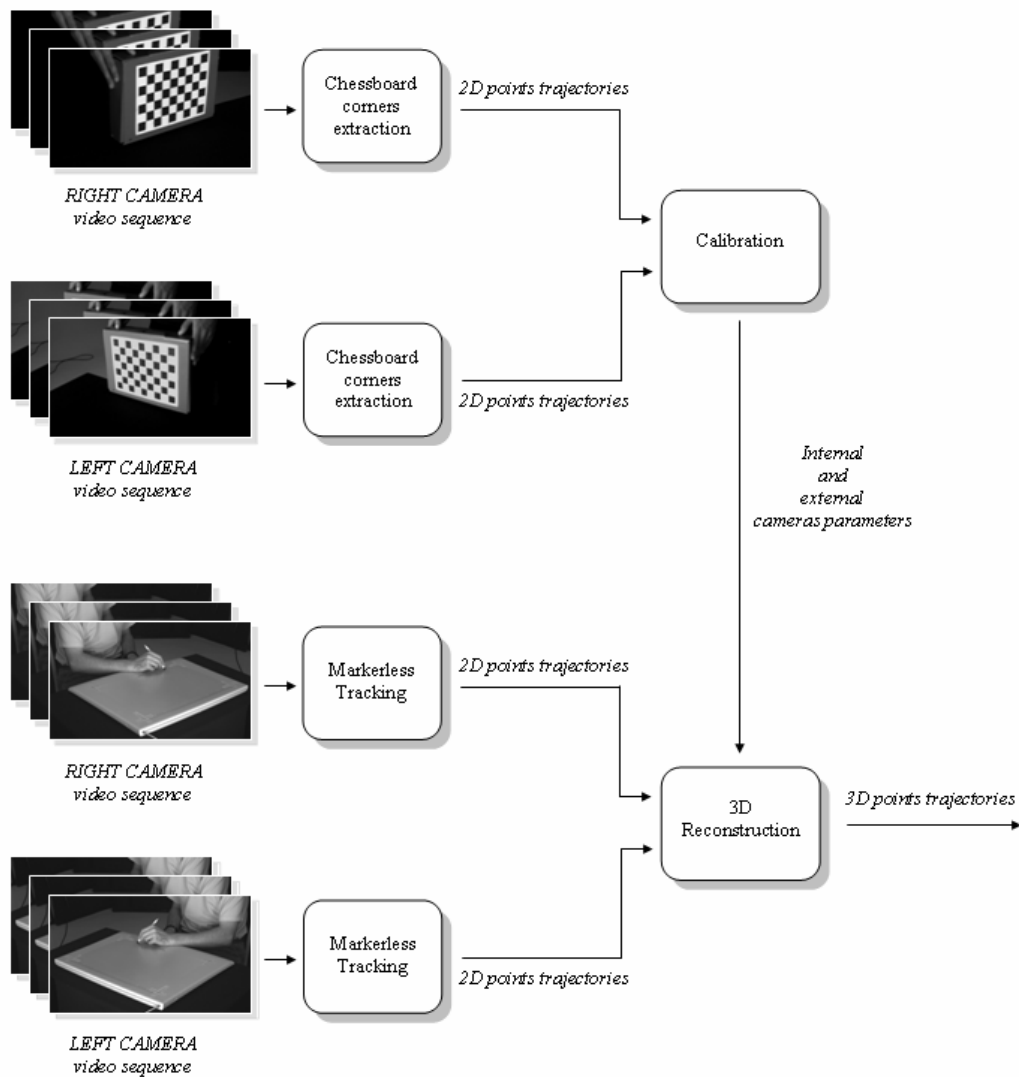 Chessboard
corners
extraction
2D points trajectories
RIGHT CAMERA
video sequence
Calibration
Chessboard
corners
extraction
2D points trajectories
LEFT CAMERA
video sequence
Internal
and
external
cameras parameters
Markerless
Tracking
2D points trajectories
RIGHT CAMERA
video sequence
3D
Reconstruction
3D points trajectories
Markerless
Tracking
2D points trajectories
LEFT CAMERA
video sequence